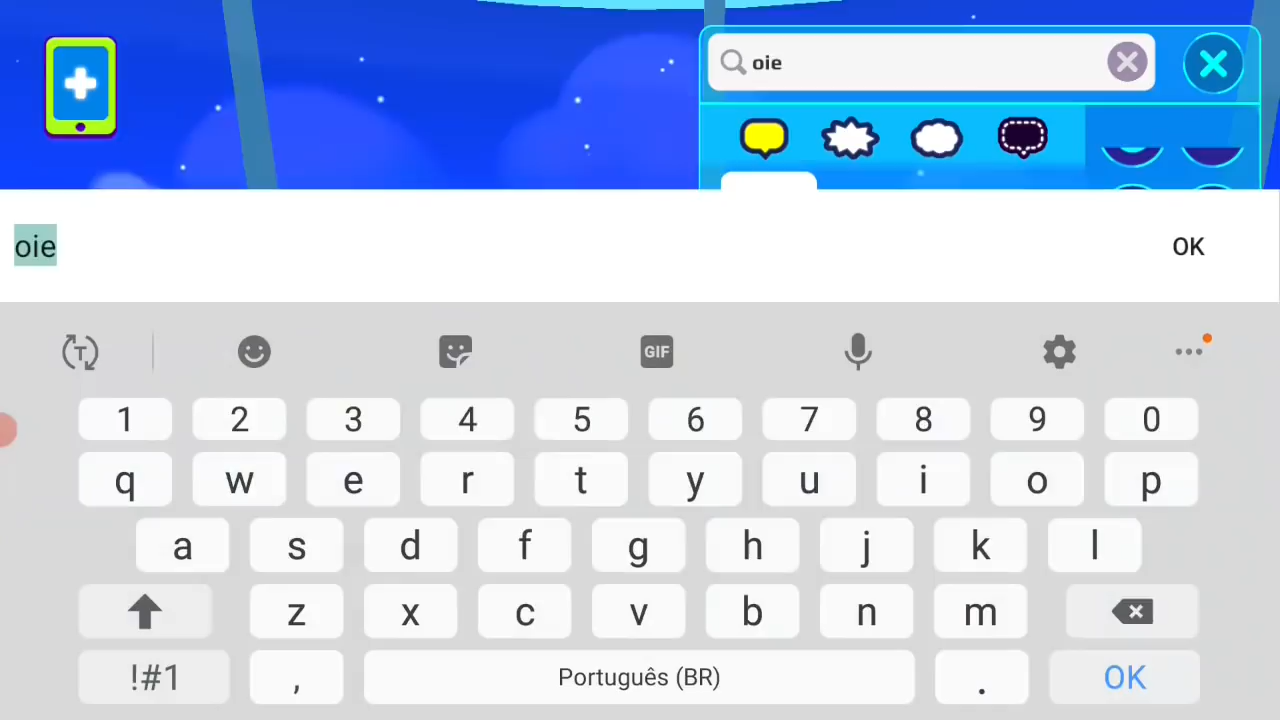 oie
oie
OK
T
GIF
1 2 3 4 5 6 7 8 9 0
q w e r t y u i o p
a s d f g h j k l
z x c v b n m
!#1 , Português (BR) . OK